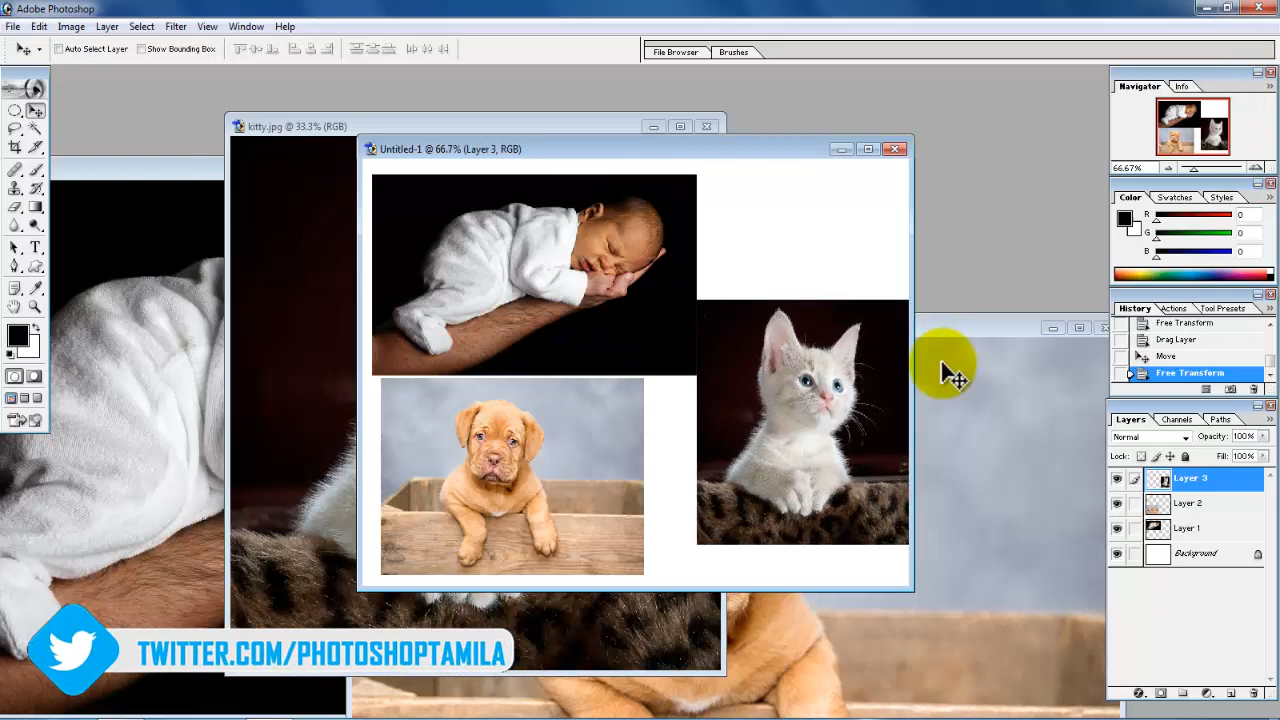 Adobe Photoshop
File Edit Image Layer Select Filter View Window Help
Auto Select Layer Show Bounding Box File Browser Brushes
Navigator Info
66.67%
Color Swatches Styles
R 0
G 0
B 0
History Actions Tool Presets
Free Transform
Drag Layer
Move
Free Transform
Layers Channels Paths
Normal Opacity: 100%
Lock: Fill: 100%
Layer 3
Layer 2
Layer 1
Background
kitty.jpg @ 33.3% (RGB)
Untitled-1 @ 66.7% (Layer 3, RGB)
TWITTER.COM/PHOTOSHOPTAMILA